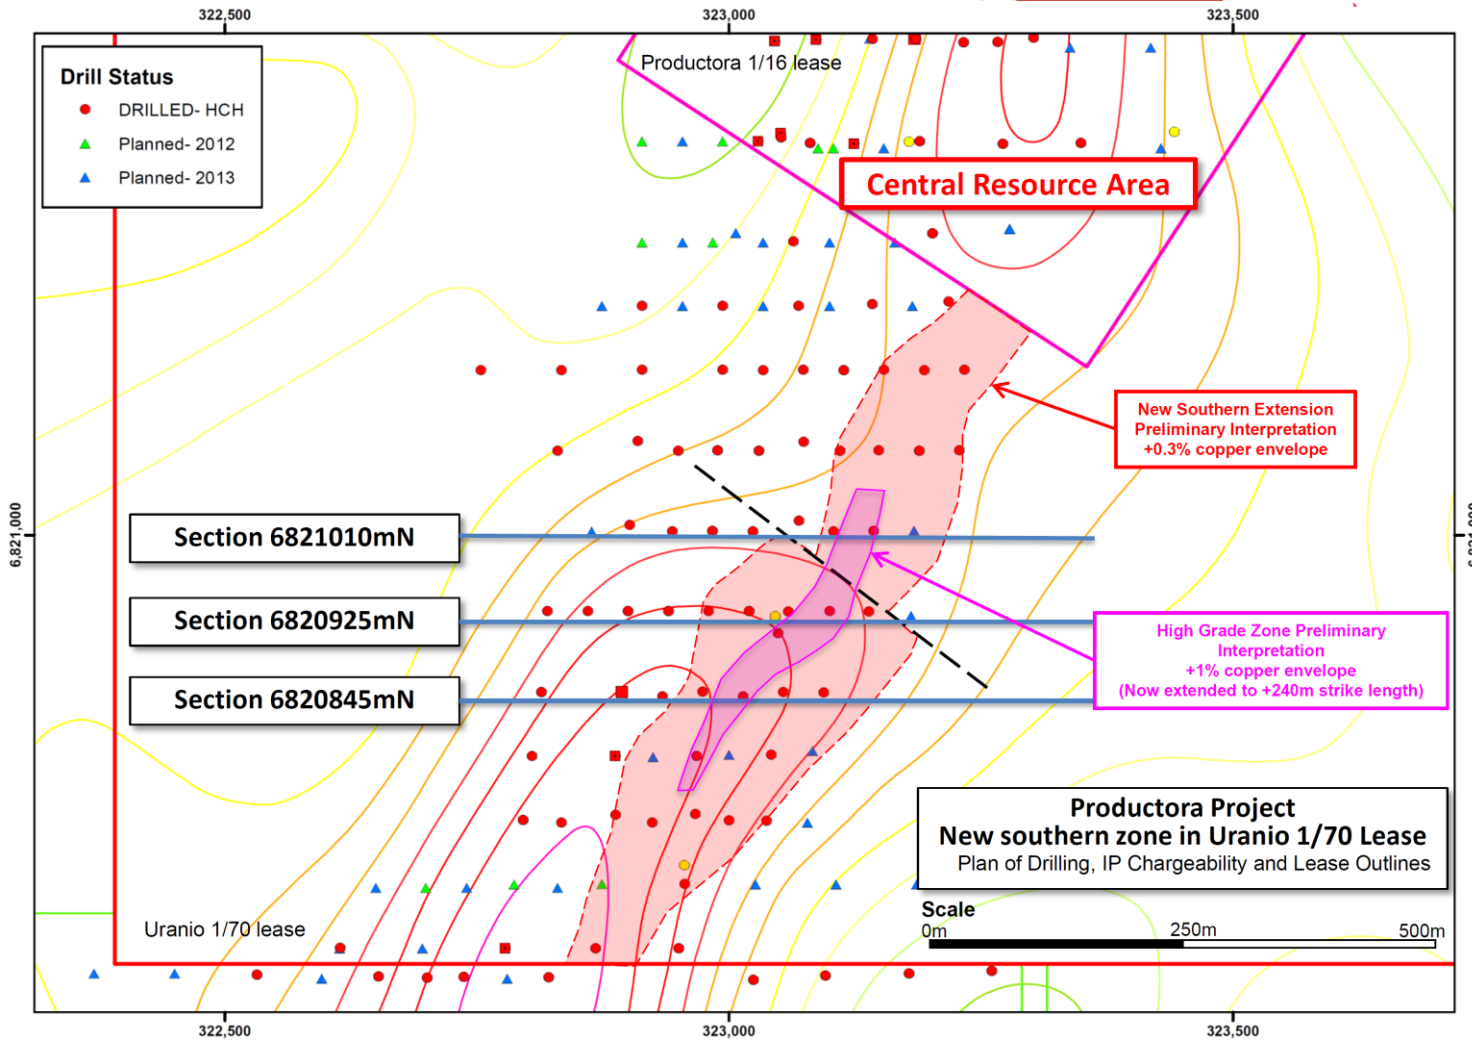 322,500
323,000
323,500
Drill Status
DRILLED- HCH
Planned- 2012
Planned- 2013
Productora 1/16 lease
Central Resource Area
New Southern Extension
Preliminary Interpretation
+0.3% copper envelope
6,821,000
Section 6821010mN
Section 6820925mN
Section 6820845mN
High Grade Zone Preliminary
Interpretation
+1% copper envelope
(Now extended to +240m strike length)
Productora Project
New southern zone in Uranio 1/70 Lease
Plan of Drilling, IP Chargeability and Lease Outlines
Uranio 1/70 lease
Scale
0m
250m
500m
322,500
323,000
323,500